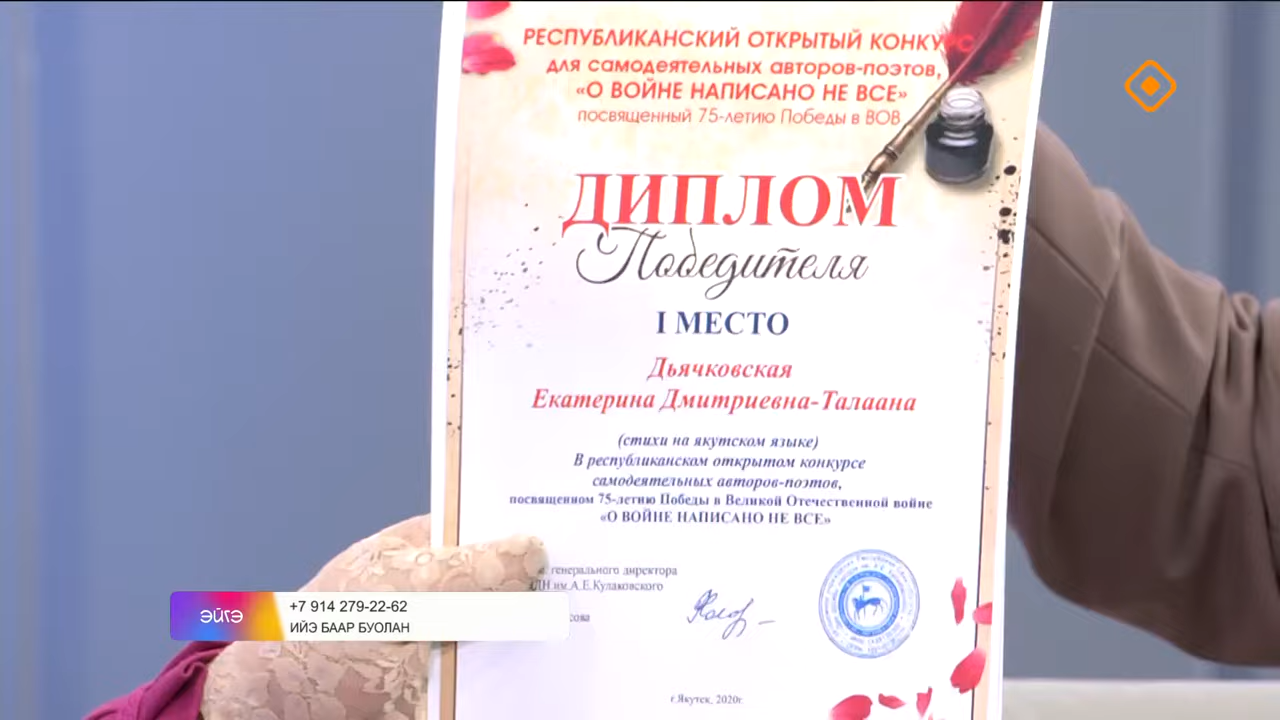 РЕСПУБЛИКАНСКИЙ ОТКРЫТЫЙ КОНКУРС
для самодеятельных авторов-поэтов,
«О ВОЙНЕ НАПИСАНО НЕ ВСЕ»
посвященный 75-летию Победы в ВОВ
ДИПЛОМ
Победителя
I МЕСТО
Дьячковская
Екатерина Дмитриевна-Талаана
(стихи на якутском языке)
В республиканском открытом конкурсе
самодеятельных авторов-поэтов,
посвященном 75-летию Победы в Великой Отечественной войне
«О ВОЙНЕ НАПИСАНО НЕ ВСЕ»
генерального директора
им.А.Е.Кулаковского
г.Якутск, 2020г.
әйгә
+7 914 279-22-62
ИЙЭ БААР БУОЛАН